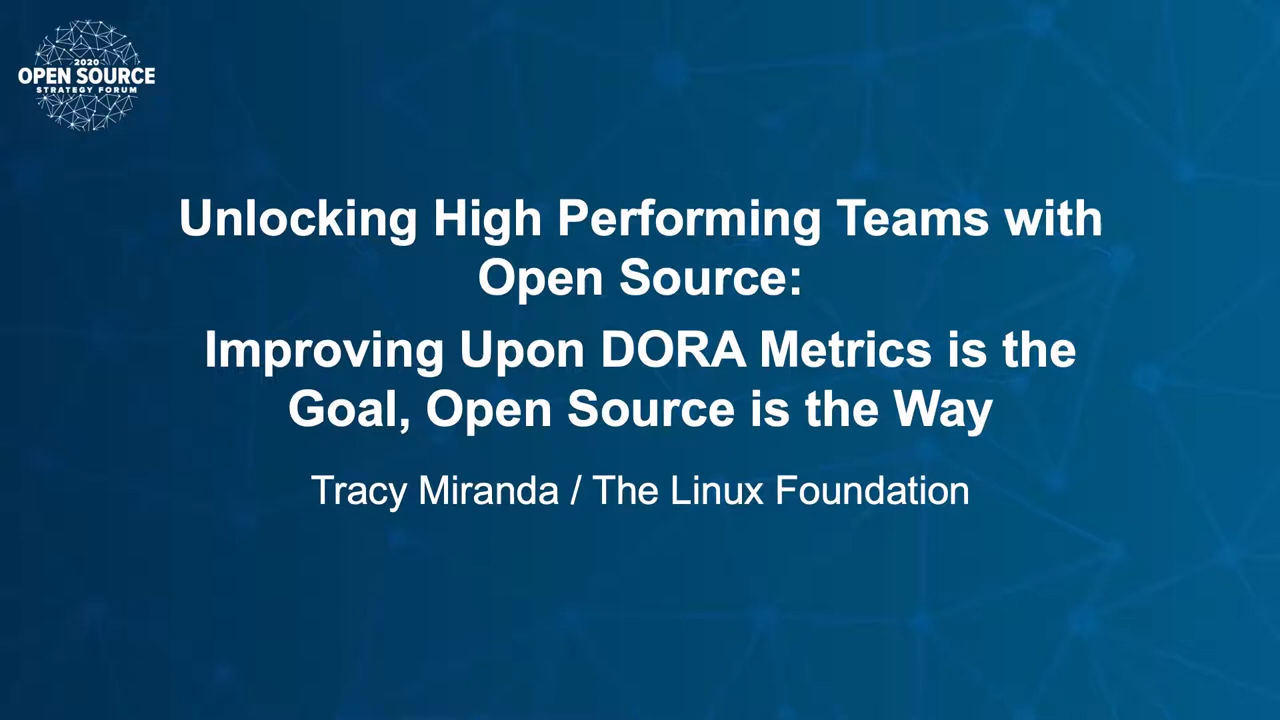 2020
OPEN SOURCE
STRATEGY FORUM
Unlocking High Performing Teams with
Open Source:
Improving Upon DORA Metrics is the
Goal, Open Source is the Way
Tracy Miranda / The Linux Foundation